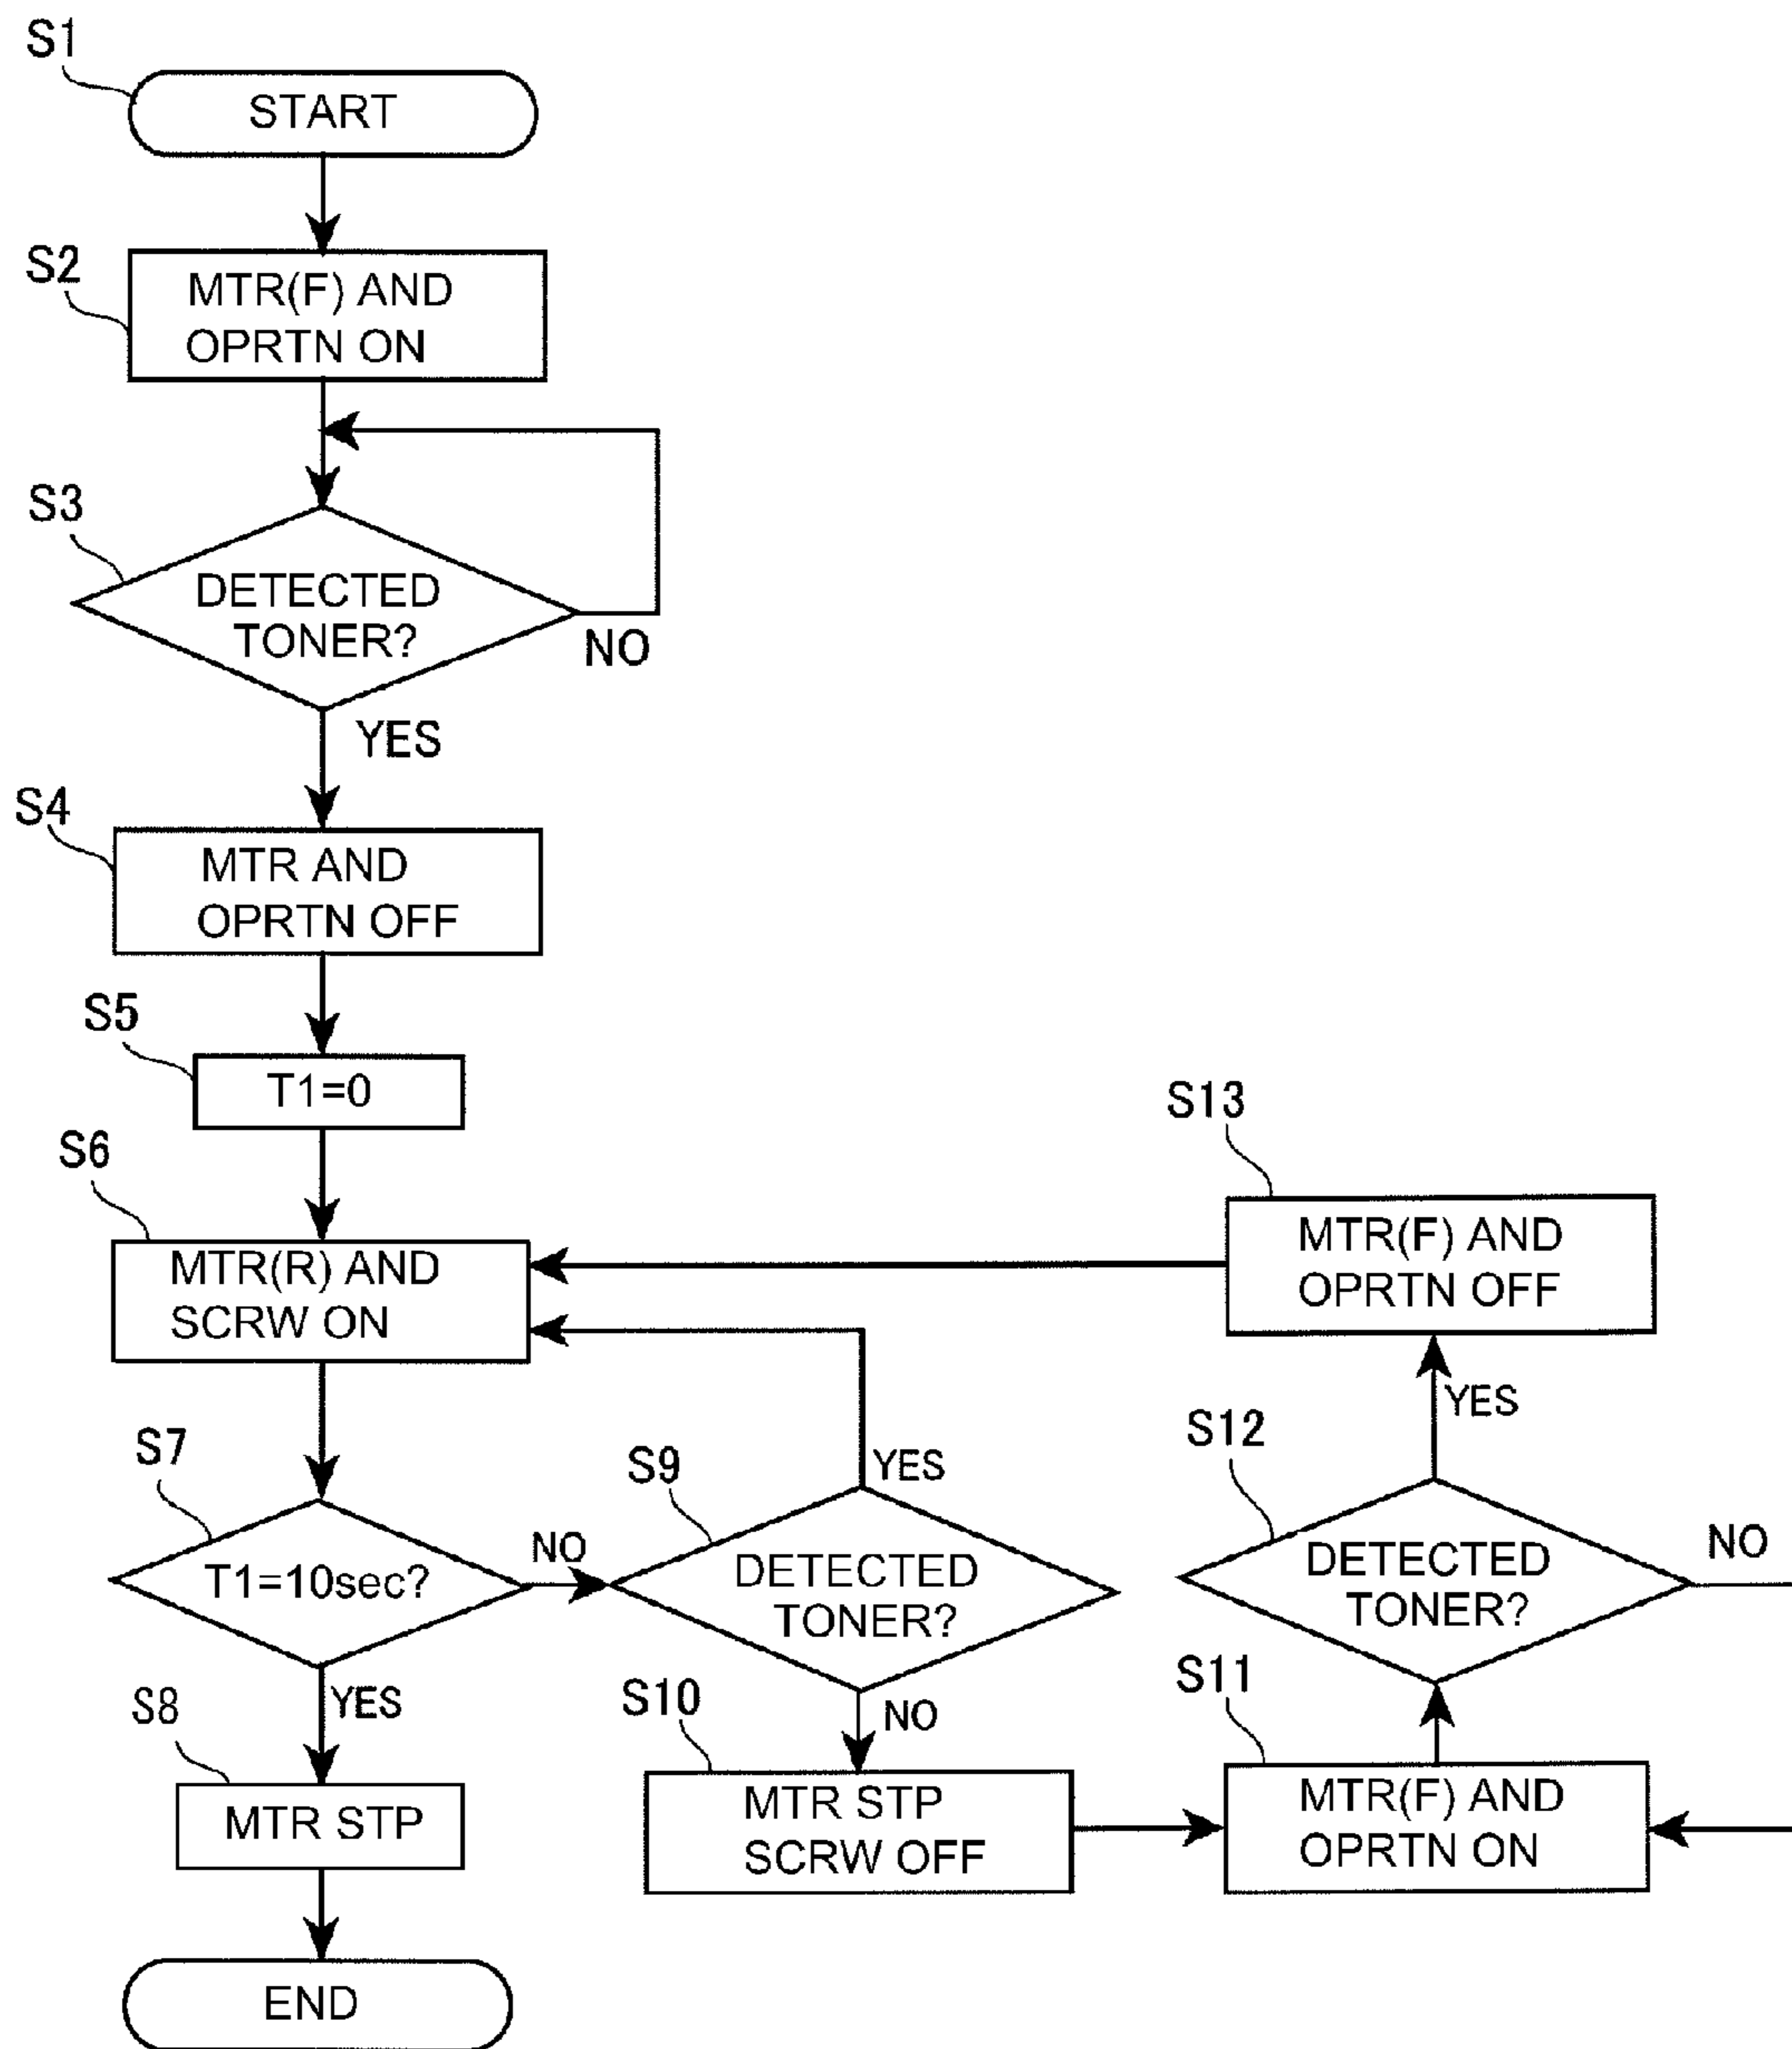 S1
START
S2
MTR(F) AND
OPRTN ON
S3
DETECTED
TONER?
NO
YES
S4
MTR AND
OPRTN OFF
S5
T1=0
S6
MTR(R) AND
SCRW ON
S7
T1=10sec?
NO
YES
S8
MTR STP
END
S9
DETECTED
TONER?
YES
NO
S10
MTR STP
SCRW OFF
S11
MTR(F) AND
OPRTN ON
S12
DETECTED
TONER?
NO
YES
S13
MTR(F) AND
OPRTN OFF